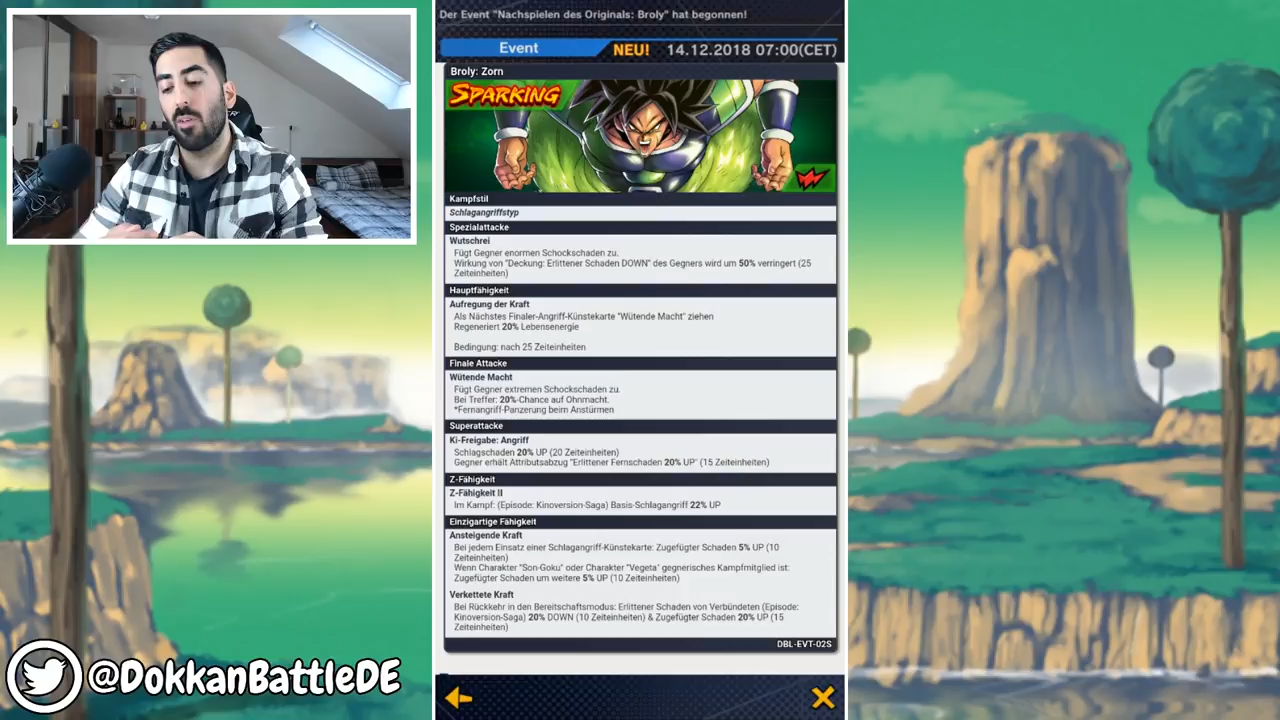 Der Event "Nachspielen des Originals: Broly" hat begonnen!
Event
NEU!
14.12.2018 07:00(CET)
Broly: Zorn
SPARKING
Kampfstil
Schlagangriffstyp
Spezialattacke
Wutschrei
Fügt Gegner enormen Schockschaden zu.
Wirkung von "Deckung: Erlittener Schaden DOWN" des Gegners wird um 50% verringert (25
Zeiteinheiten)
Hauptfähigkeit
Aufregung der Kraft
Als Nächstes Finaler-Angriff-Künstekarte "Wütende Macht" ziehen
Regeneriert 20% Lebensenergie
Bedingung: nach 25 Zeiteinheiten
Finale Attacke
Wütende Macht
Fügt Gegner extremen Schockschaden zu.
Bei Treffer: 20%-Chance auf Ohnmacht.
*Fernangriff-Panzerung beim Anstürmen
Superattacke
Ki-Freigabe: Angriff
Schlagschaden 20% UP (20 Zeiteinheiten)
Gegner erhält Attributsabzug "Erlittener Fernschaden 20% UP" (15 Zeiteinheiten)
Z-Fähigkeit
Z-Fähigkeit II
Im Kampf: (Episode: Kinoversion-Saga) Basis-Schlagangriff 22% UP
Einzigartige Fähigkeit
Ansteigende Kraft
Bei jedem Einsatz einer Schlagangriff-Künstekarte: Zugefügter Schaden 5% UP (10
Zeiteinheiten)
Wenn Charakter "Son-Goku" oder Charakter "Vegeta" gegnerisches Kampfmitglied ist:
Zugefügter Schaden um weitere 5% UP (10 Zeiteinheiten)
Verkettete Kraft
Bei Rückkehr in den Bereitschaftsmodus: Erlittener Schaden von Verbündeten (Episode:
Kinoversion-Saga) 20% DOWN (10 Zeiteinheiten) & Zugefügter Schaden 20% UP (15
Zeiteinheiten)
DBL-EVT-02S
@DokkanBattleDE